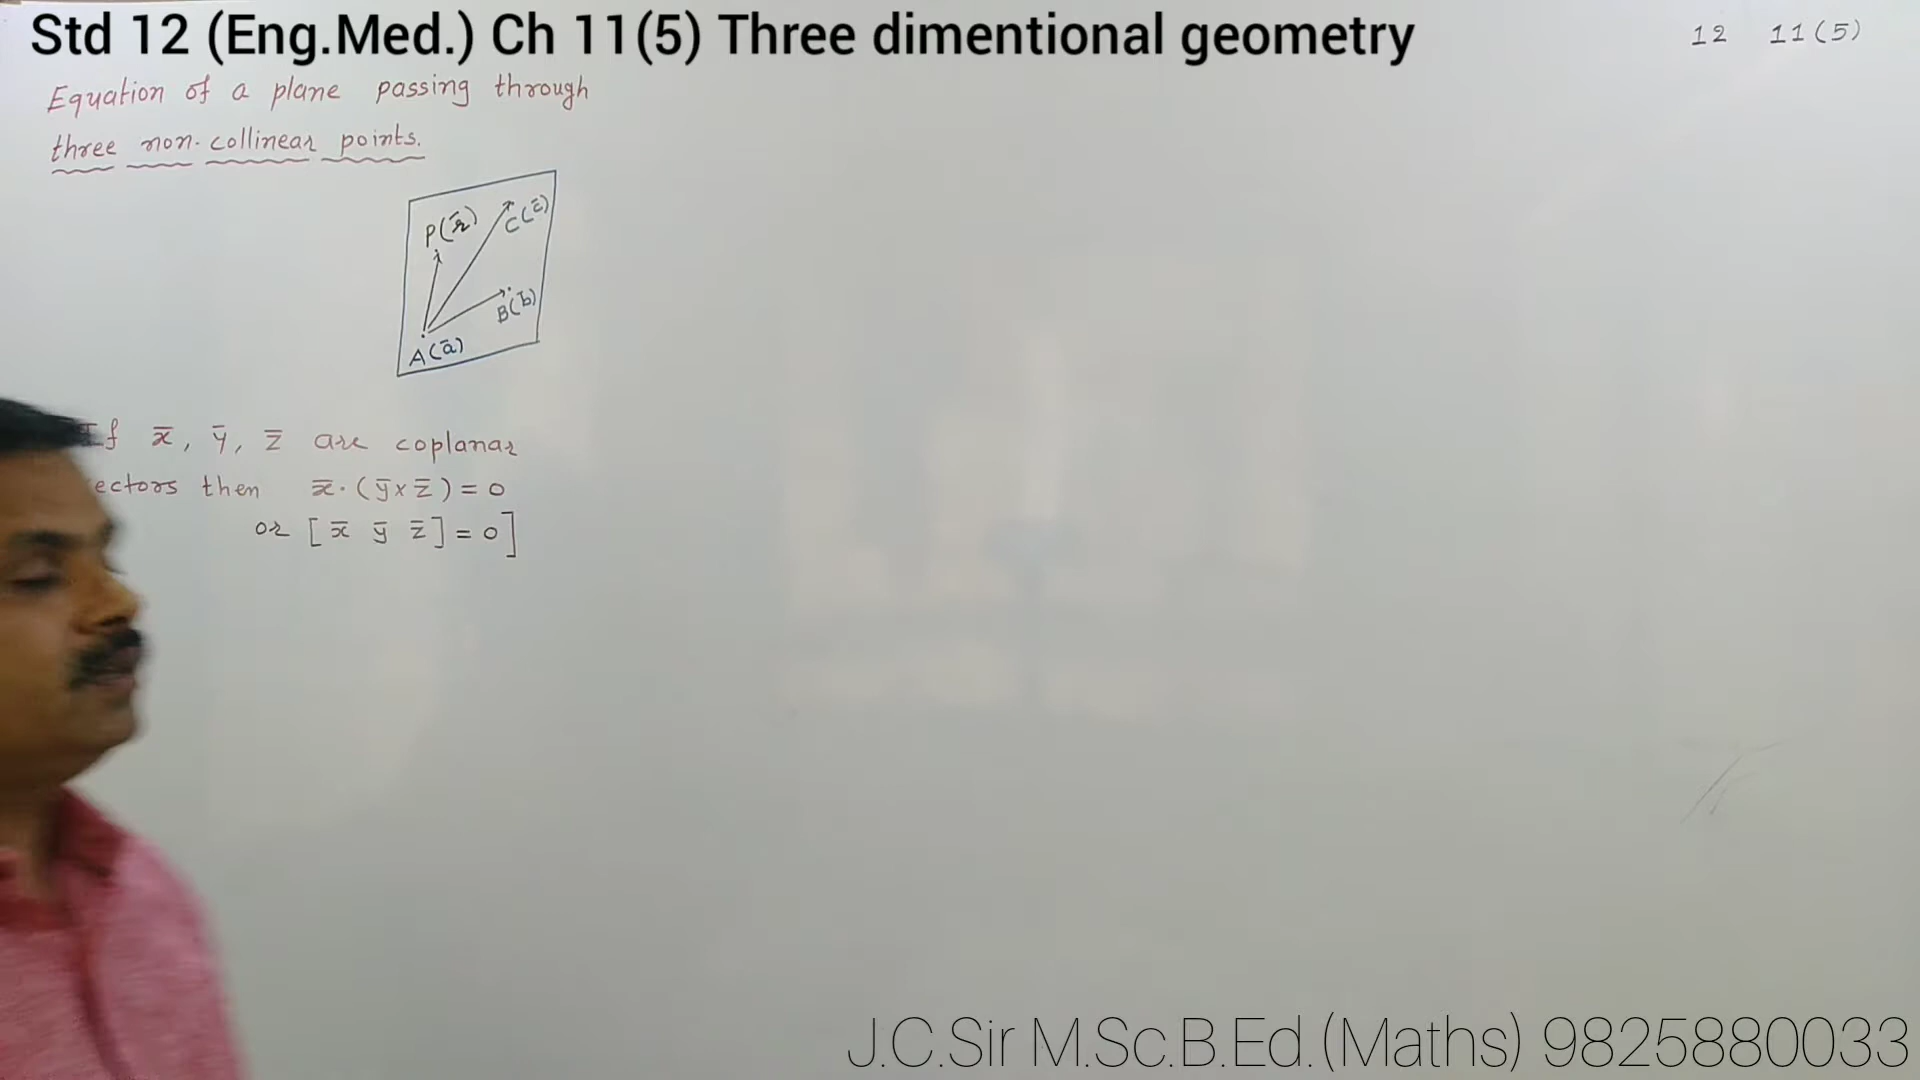 Std 12 (Eng.Med.) Ch 11(5) Three dimentional geometry
12 11(5)
Equation of a plane passing through
three non-collinear points.
P(r̄)
C(c̄)
B(b̄)
A(ā)
If x̄, ȳ, z̄ are coplanar
ectors then x̄·(ȳ×z̄)=0
or [x̄ ȳ z̄]=0]
J.C.Sir M.Sc.B.Ed.(Maths) 9825880033